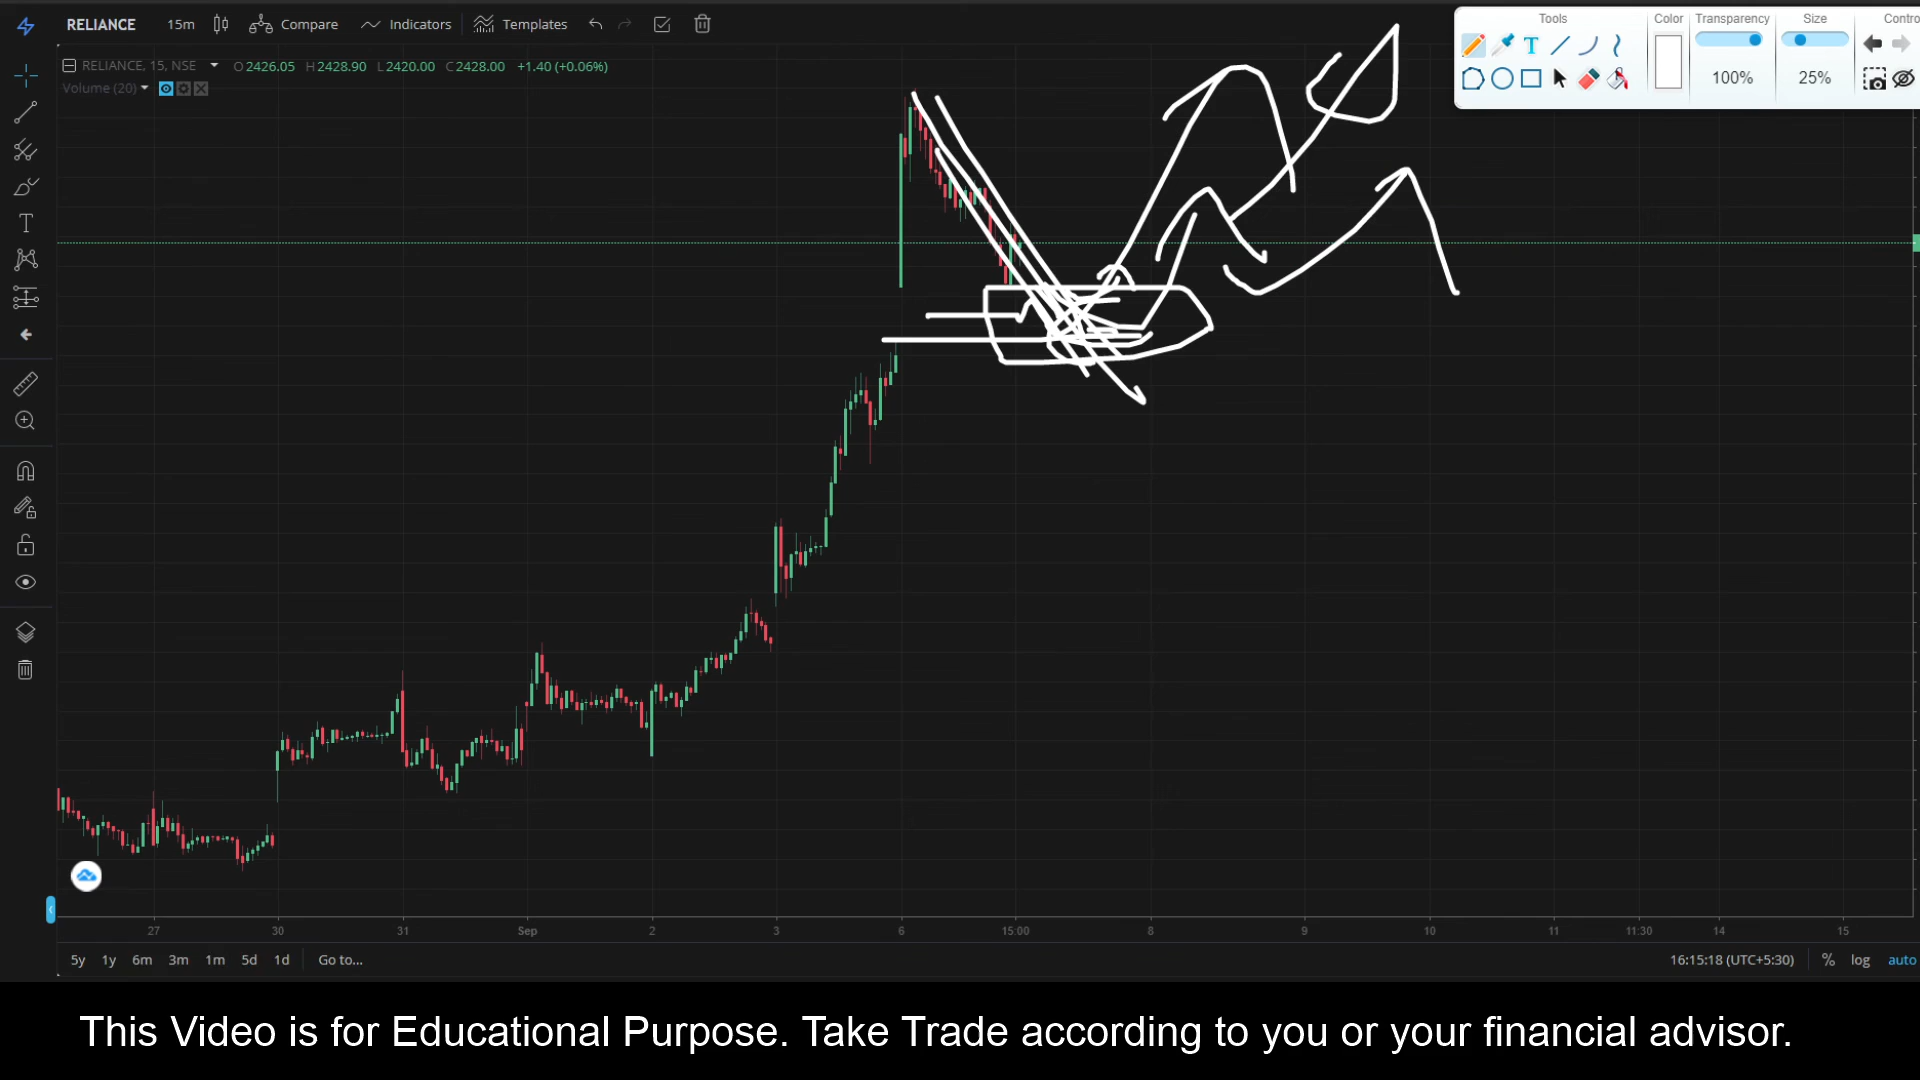 RELIANCE 15m Compare Indicators Templates
Tools Color Transparency Size Contro
RELIANCE, 15, NSE O2426.05 H2428.90 L2420.00 C2428.00 +1.40 (+0.06%)
100% 25%
Volume (20)
27 30 31 Sep 2 3 6 15:00 8 9 10 11 11:30 14 15
5y 1y 6m 3m 1m 5d 1d Go to... 16:15:18 (UTC+5:30) % log auto
This Video is for Educational Purpose. Take Trade according to you or your financial advisor.